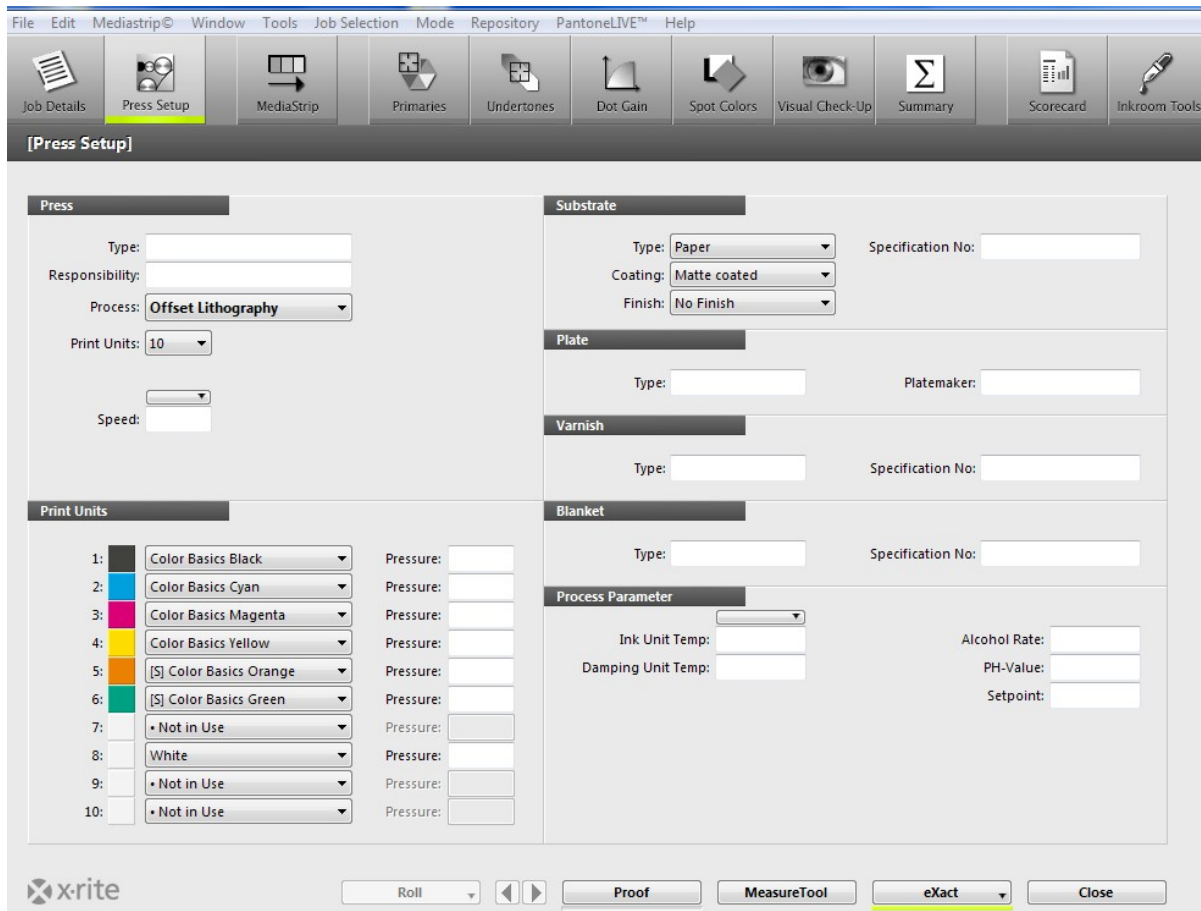 File Edit Mediastrip© Window Tools Job Selection Mode Repository PantoneLIVE™ Help
Job Details Press Setup MediaStrip Primaries Undertones Dot Gain Spot Colors Visual Check-Up Summary Scorecard Inkroom Tools
[Press Setup]
Press
Type:
Responsibility:
Process: Offset Lithography
Print Units: 10
Speed:
Substrate
Type: Paper Specification No:
Coating: Matte coated
Finish: No Finish
Plate
Type: Platemaker:
Varnish
Type: Specification No:
Print Units
1: Color Basics Black Pressure:
2: Color Basics Cyan Pressure:
3: Color Basics Magenta Pressure:
4: Color Basics Yellow Pressure:
5: [S] Color Basics Orange Pressure:
6: [S] Color Basics Green Pressure:
7: • Not in Use Pressure:
8: White Pressure:
9: • Not in Use Pressure:
10: • Not in Use Pressure:
Blanket
Type: Specification No:
Process Parameter
Ink Unit Temp: Alcohol Rate:
Damping Unit Temp: PH-Value:
Setpoint:
x·rite Roll Proof MeasureTool eXact Close